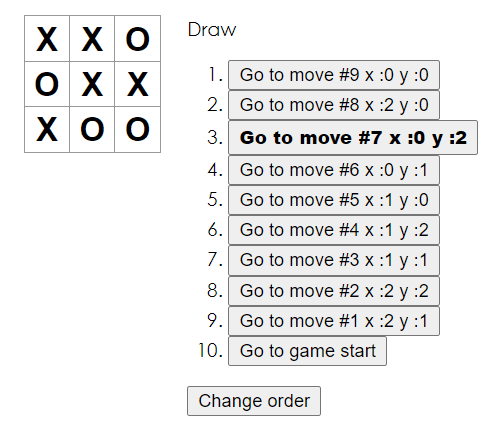 X X O
O X X
X O O
Draw
1. Go to move #9 x :0 y :0
2. Go to move #8 x :2 y :0
3. Go to move #7 x :0 y :2
4. Go to move #6 x :0 y :1
5. Go to move #5 x :1 y :0
6. Go to move #4 x :1 y :2
7. Go to move #3 x :1 y :1
8. Go to move #2 x :2 y :2
9. Go to move #1 x :2 y :1
10. Go to game start
Change order